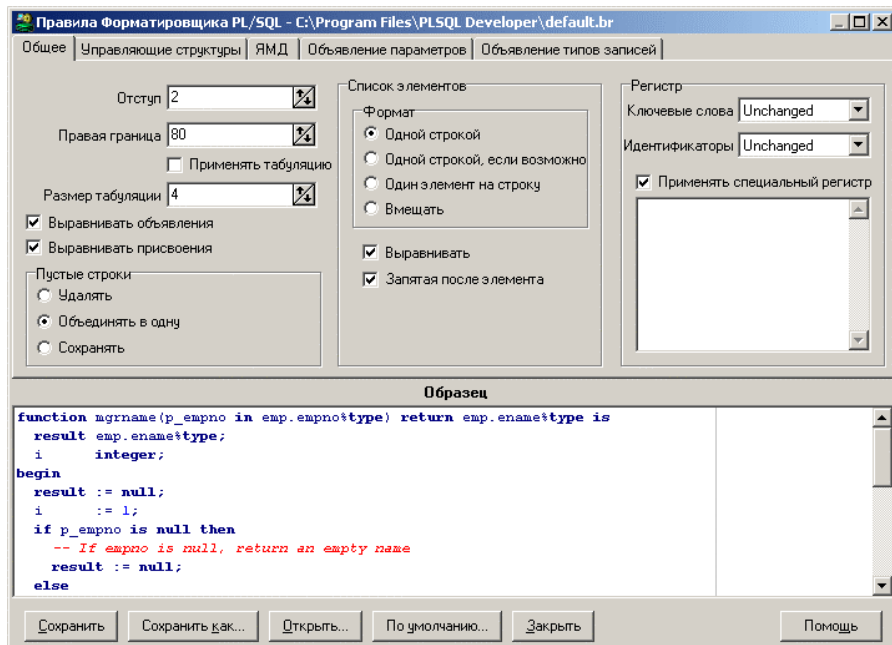 Правила Форматировщика PL/SQL - C:\Program Files\PLSQL Developer\default.br
Общее Управляющие структуры ЯМД Объявление параметров Объявление типов записей
Отступ 2
Правая граница 80
Применять табуляцию
Размер табуляции 4
Выравнивать объявления
Выравнивать присвоения
Пустые строки
Удалять
Объединять в одну
Сохранять
Список элементов
Формат
Одной строкой
Одной строкой, если возможно
Один элемент на строку
Вмещать
Выравнивать
Запятая после элемента
Регистр
Ключевые слова Unchanged
Идентификаторы Unchanged
Применять специальный регистр
Образец
function mgrname(p_empno in emp.empno%type) return emp.ename%type is
result emp.ename%type;
i integer;
begin
result := null;
i := 1;
if p_empno is null then
-- If empno is null, return an empty name
result := null;
else
Сохранить Сохранить как... Открыть... По умолчанию... Закрыть Помощь